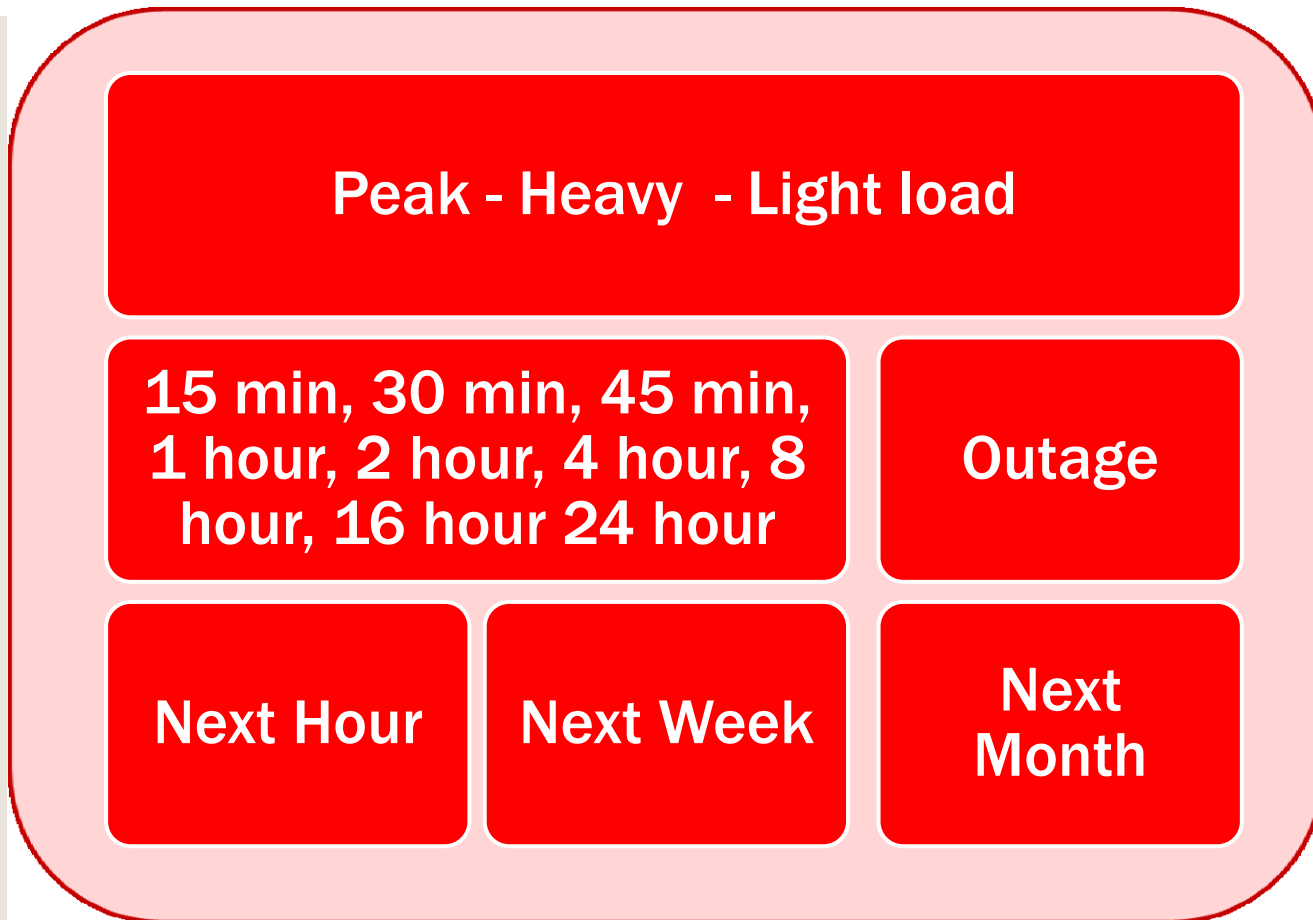 Peak - Heavy  - Light load
15 min, 30 min, 45 min,
1 hour, 2 hour, 4 hour, 8
hour, 16 hour 24 hour
Outage
Next Hour
Next Week
Next
Month